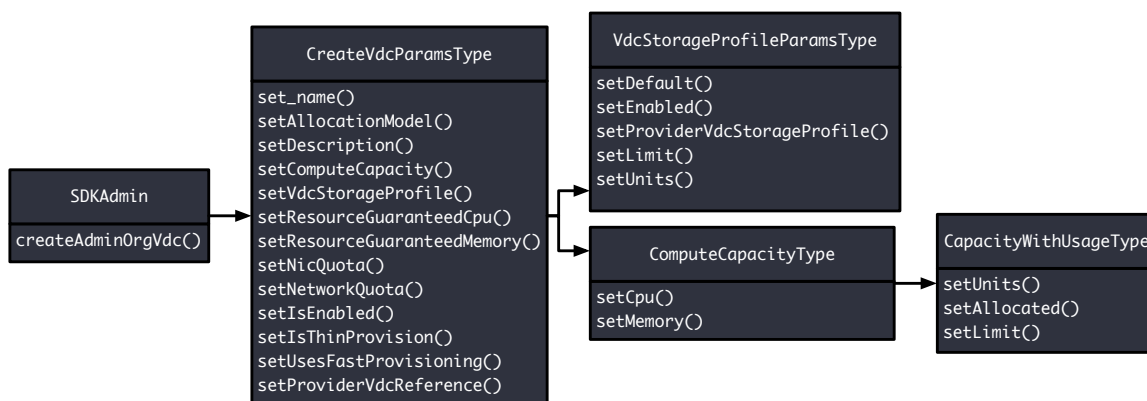 SDKAdmin
createAdminOrgVdc()
CreateVdcParamsType
set_name()
setAllocationModel()
setDescription()
setComputeCapacity()
setVdcStorageProfile()
setResourceGuaranteedCpu()
setResourceGuaranteedMemory()
setNicQuota()
setNetworkQuota()
setIsEnabled()
setIsThinProvision()
setUsesFastProvisioning()
setProviderVdcReference()
VdcStorageProfileParamsType
setDefault()
setEnabled()
setProviderVdcStorageProfile()
setLimit()
setUnits()
ComputeCapacityType
setCpu()
setMemory()
CapacityWithUsageType
setUnits()
setAllocated()
setLimit()